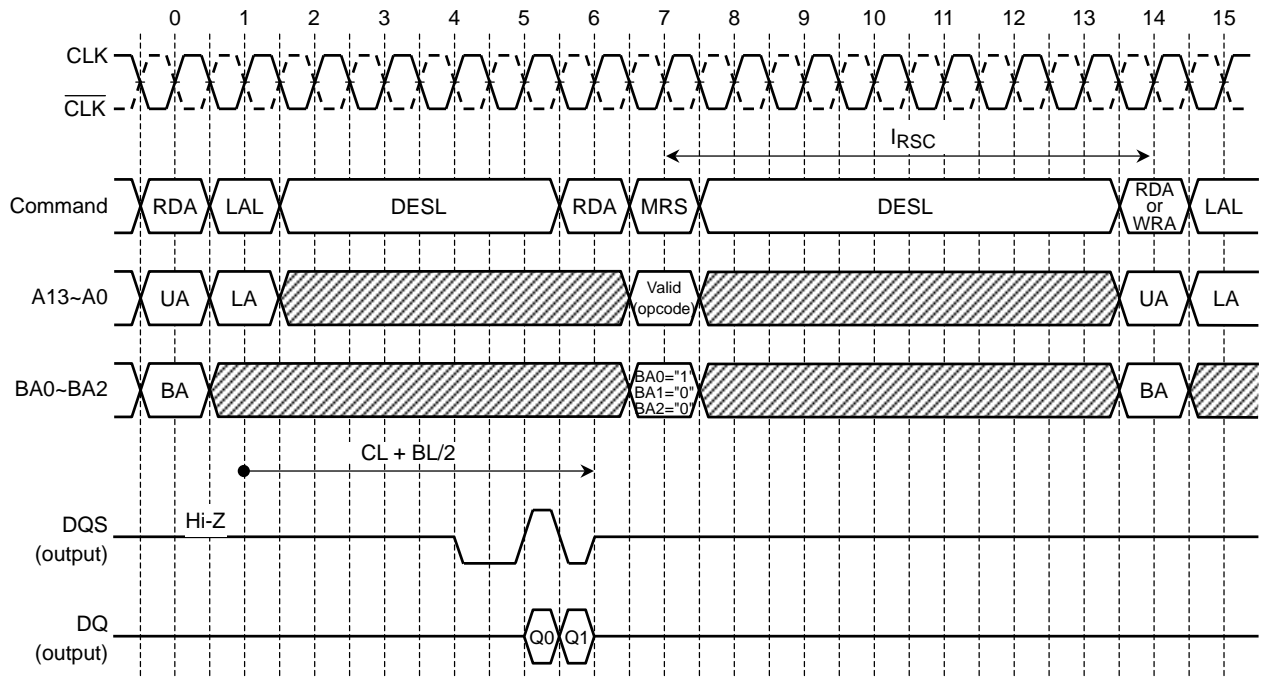 0 1 2 3 4 5 6 7 8 9 10 11 12 13 14 15
CLK
CLK
IRSC
Command RDA LAL DESL RDA MRS DESL RDA or WRA LAL
A13~A0 UA LA Valid (opcode) UA LA
BA0~BA2 BA BA0="1" BA1="0" BA2="0" BA
CL + BL/2
DQS (output) Hi-Z
DQ (output) Q0 Q1